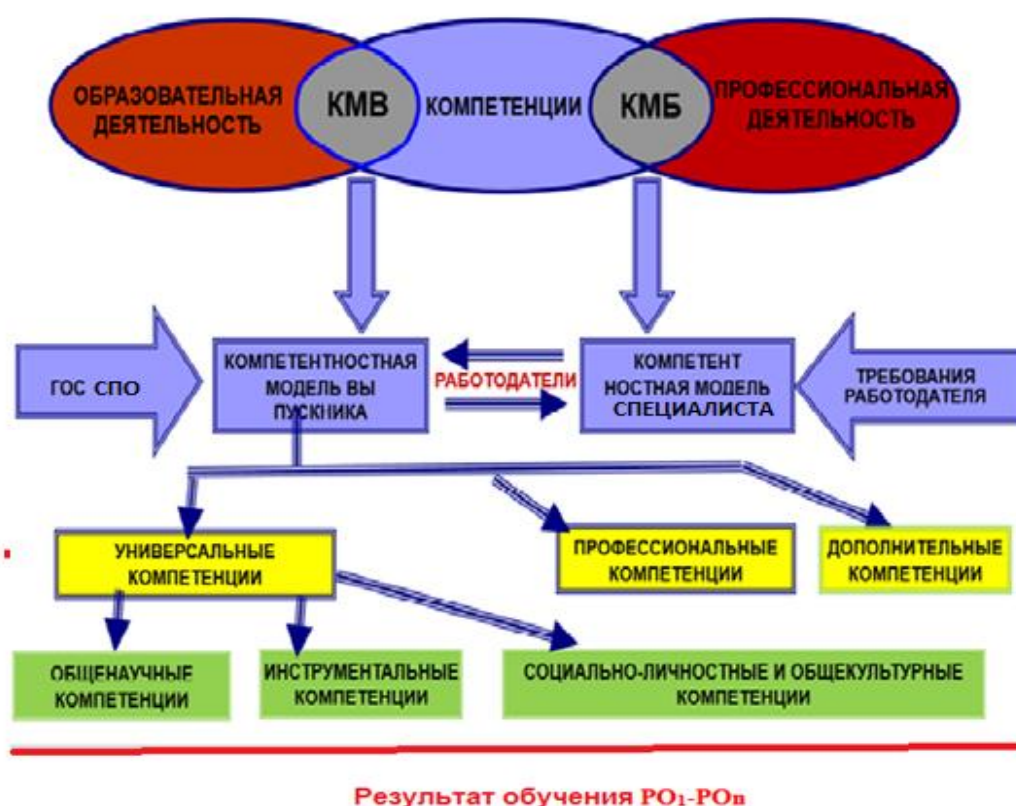 ОБРАЗОВАТЕЛЬНАЯ
ДЕЯТЕЛЬНОСТЬ
КМВ
КОМПЕТЕНЦИИ
КМБ
ПРОФЕССИОНАЛЬНАЯ
ДЕЯТЕЛЬНОСТЬ
ГОС СПО
КОМПЕТЕНТНОСТНАЯ
МОДЕЛЬ ВЫ
ПУСКНИКА
РАБОТОДАТЕЛИ
КОМПЕТЕНТ
НОСТНАЯ МОДЕЛЬ
СПЕЦИАЛИСТА
ТРЕБОВАНИЯ
РАБОТОДАТЕЛЯ
УНИВЕРСАЛЬНЫЕ
КОМПЕТЕНЦИИ
ПРОФЕССИОНАЛЬНЫЕ
КОМПЕТЕНЦИИ
ДОПОЛНИТЕЛЬНЫЕ
КОМПЕТЕНЦИИ
ОБЩЕНАУЧНЫЕ
КОМПЕТЕНЦИИ
ИНСТРУМЕНТАЛЬНЫЕ
КОМПЕТЕНЦИИ
СОЦИАЛЬНО-ЛИЧНОСТНЫЕ И ОБЩЕКУЛЬТУРНЫЕ
КОМПЕТЕНЦИИ
Результат обучения РО₁-РОn